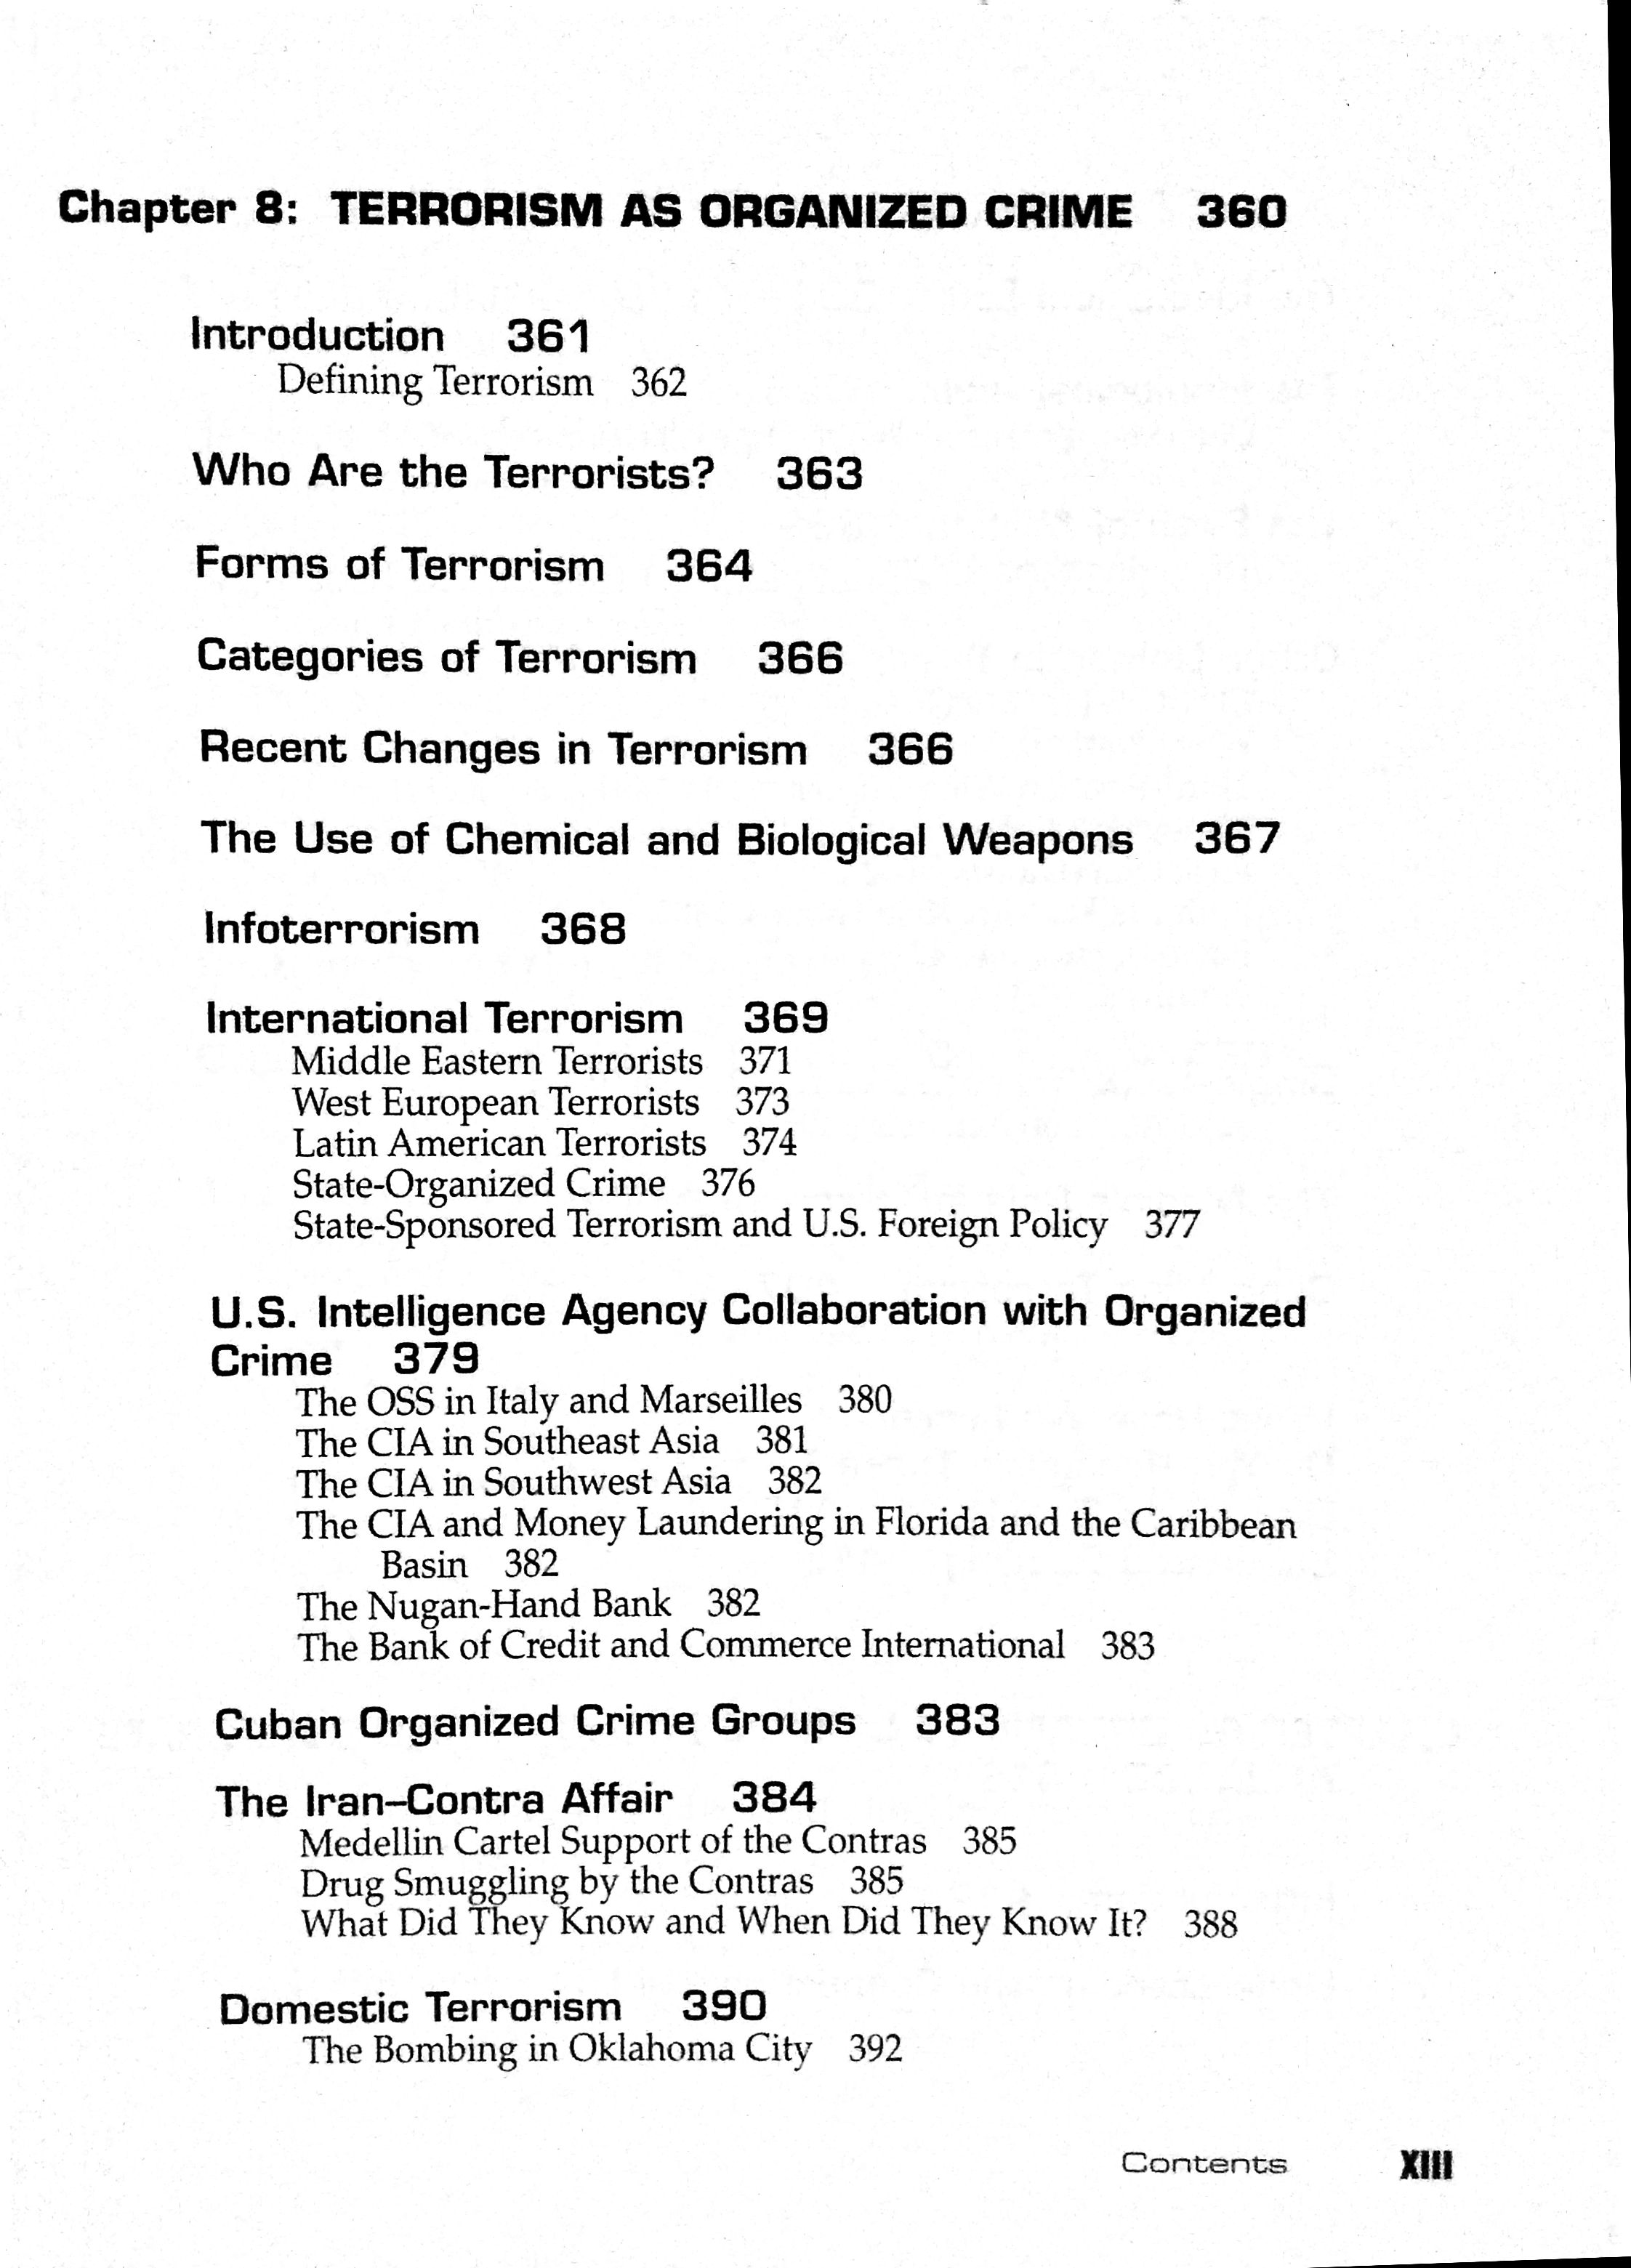 Chapter 8: TERRORISM AS ORGANIZED CRIME 360
Introduction 361
Defining Terrorism 362
Who Are the Terrorists? 363
Forms of Terrorism 364
Categories of Terrorism 366
Recent Changes in Terrorism 366
The Use of Chemical and Biological Weapons 367
Infoterrorism 368
International Terrorism 369
Middle Eastern Terrorists 371
West European Terrorists 373
Latin American Terrorists 374
State-Organized Crime 376
State-Sponsored Terrorism and U.S. Foreign Policy 377
U.S. Intelligence Agency Collaboration with Organized
Crime 379
The OSS in Italy and Marseilles 380
The CIA in Southeast Asia 381
The CIA in Southwest Asia 382
The CIA and Money Laundering in Florida and the Caribbean
Basin 382
The Nugan-Hand Bank 382
The Bank of Credit and Commerce International 383
Cuban Organized Crime Groups 383
The Iran–Contra Affair 384
Medellin Cartel Support of the Contras 385
Drug Smuggling by the Contras 385
What Did They Know and When Did They Know It? 388
Domestic Terrorism 390
The Bombing in Oklahoma City 392
Contents XIII